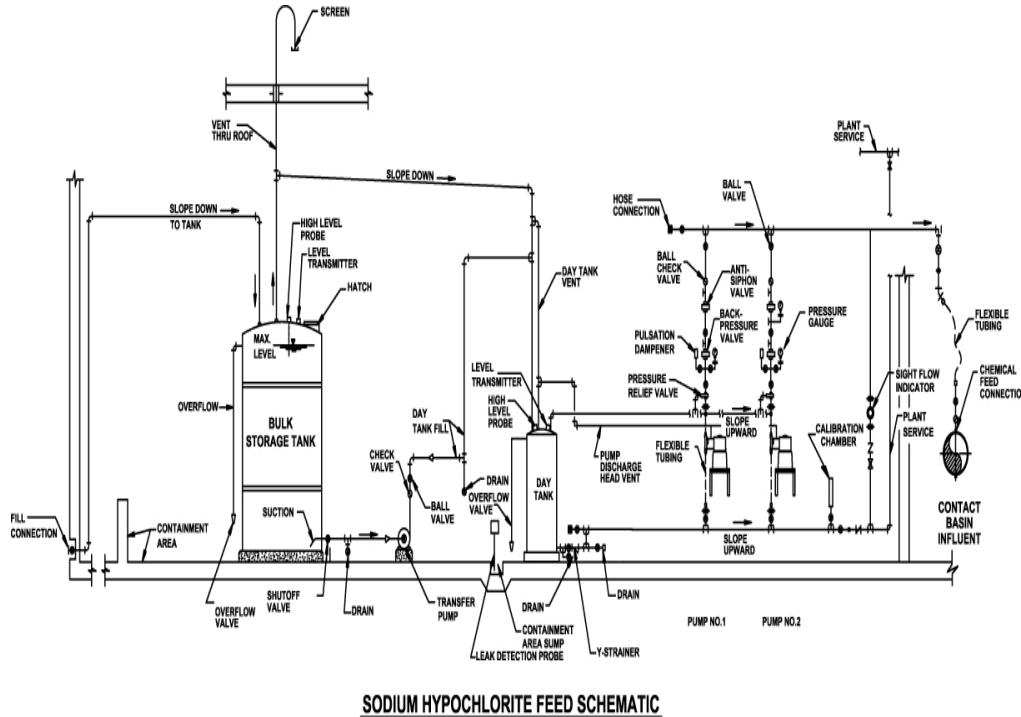 SCREEN
VENT
THRU ROOF
SLOPE DOWN
PLANT
SERVICE
SLOPE DOWN
TO TANK
HIGH LEVEL
PROBE
LEVEL
TRANSMITTER
HATCH
MAX.
LEVEL
OVERFLOW
BULK
STORAGE TANK
SUCTION
FILL
CONNECTION
CONTAINMENT
AREA
OVERFLOW
VALVE
SHUTOFF
VALVE
DRAIN
TRANSFER
PUMP
CHECK
VALVE
BALL
VALVE
DAY
TANK FILL
DRAIN
OVERFLOW
VALVE
LEVEL
TRANSMITTER
HIGH
LEVEL
PROBE
DAY TANK
VENT
DAY
TANK
CONTAINMENT
AREA SUMP
LEAK DETECTION PROBE
DRAIN
Y-STRAINER
DRAIN
HOSE
CONNECTION
BALL
VALVE
BALL
CHECK
VALVE
ANTI-
SIPHON
VALVE
BACK-
PRESSURE
VALVE
PRESSURE
GAUGE
PULSATION
DAMPENER
PRESSURE
RELIEF VALVE
SLOPE
UPWARD
FLEXIBLE
TUBING
PUMP
DISCHARGE
HEAD VENT
SLOPE
UPWARD
CALIBRATION
CHAMBER
SIGHT FLOW
INDICATOR
PLANT
SERVICE
FLEXIBLE
TUBING
CHEMICAL
FEED
CONNECTIO
CONTACT
BASIN
INFLUENT
PUMP NO.1
PUMP NO.2
SODIUM HYPOCHLORITE FEED SCHEMATIC